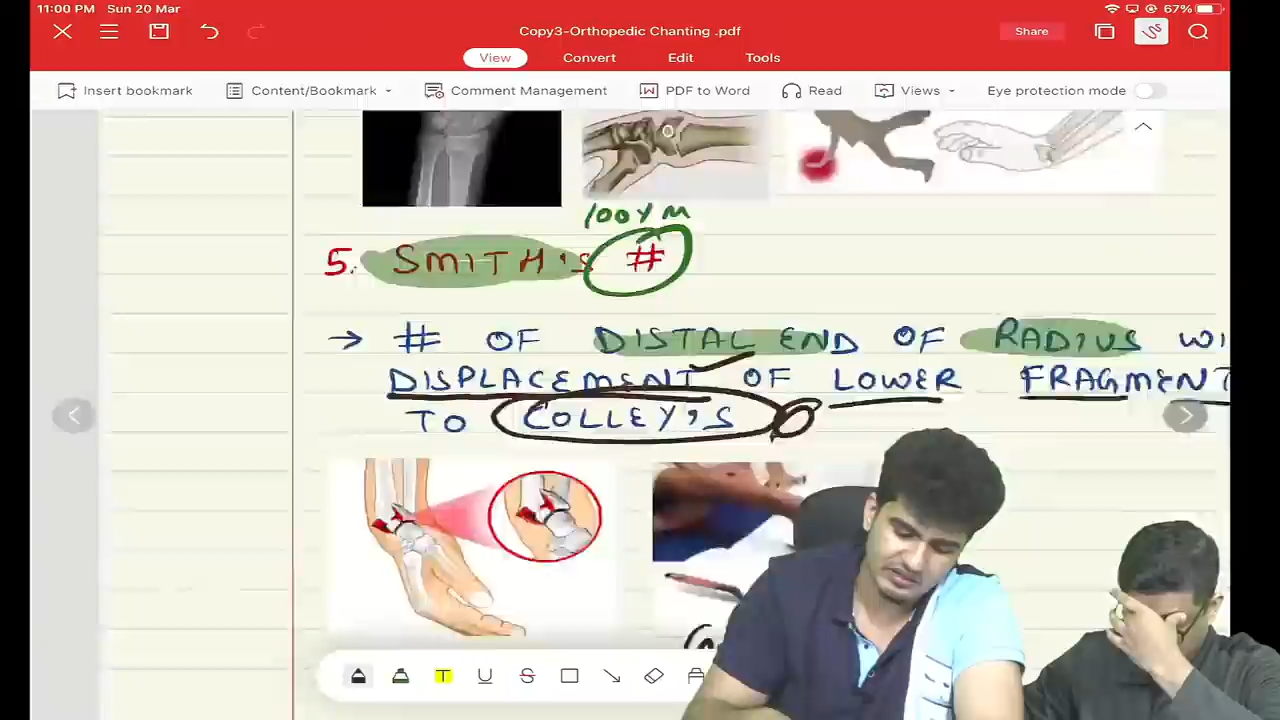 11:00 PM Sun 20 Mar
67%
Copy3-Orthopedic Chanting .pdf
Share
View Convert Edit Tools
Insert bookmark Content/Bookmark Comment Management PDF to Word Read Views Eye protection mode
100 Y M
5. SMITH'S #
→ # OF DISTAL END OF RADIUS WI
DISPLACEMENT OF LOWER FRAGMENT
TO COLLEY'S